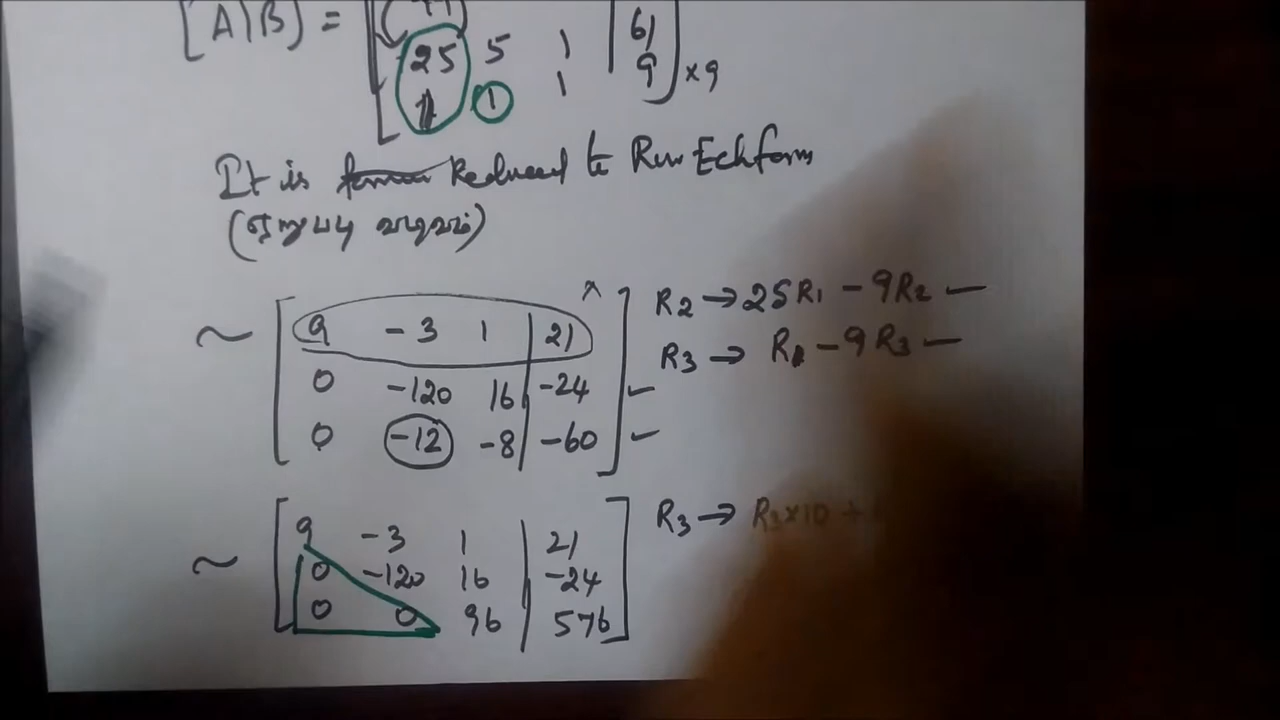 [A|B] =
25 5 1 | 61
1 1 1 9 ×9
It is Reduced to Row Ech form
~ [ 9 -3 1 | 21 ] R2 → 25R1 - 9R2
0 -120 16 | -24 R3 → R1 - 9R3
0 -12 -8 | -60
~ [ 9 -3 1 | 21 ] R3 → R3×10 +
0 -120 16 | -24
0 0 96 | 576